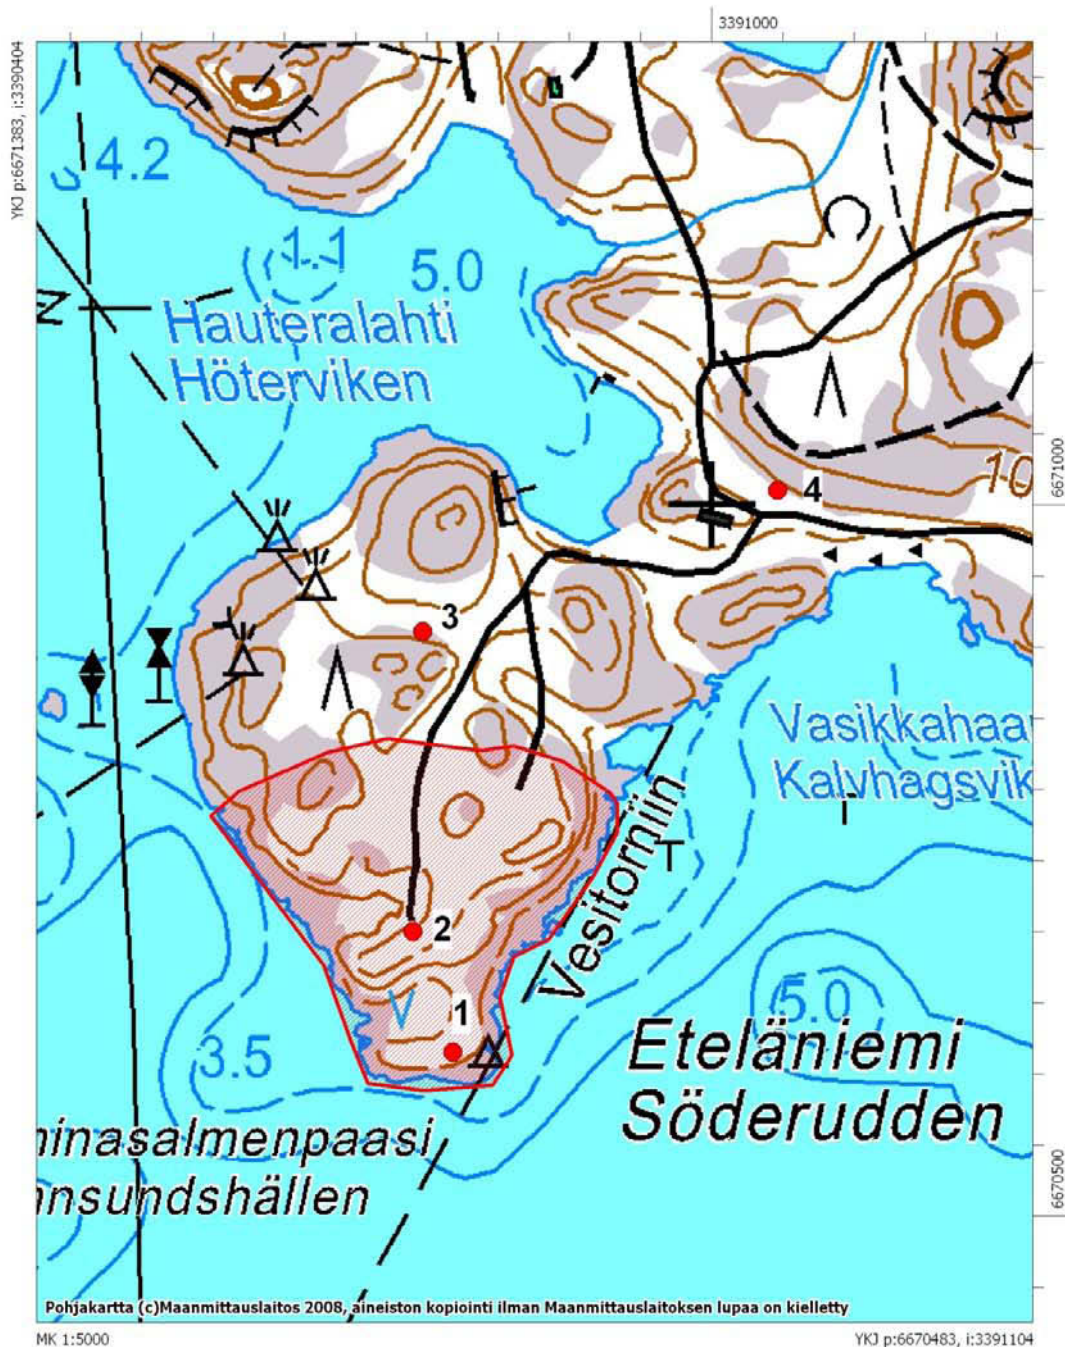 3391000
YKJ p:6671383, i:3390404
4.2
1.1
5.0
Hauteralahti
Höterviken
10
6671000
4
3
Vasikkahaa
Kalvhagsvik
Vesitorniin
2
1
5.0
3.5
Eteläniemi
Söderudden
ninasalmenpaasi
nnsundshällen
6670500
Pohjakartta (c)Maanmittauslaitos 2008, aineiston kopiointi ilman Maanmittauslaitoksen lupaa on kielletty
MK 1:5000
YKJ p:6670483, i:3391104